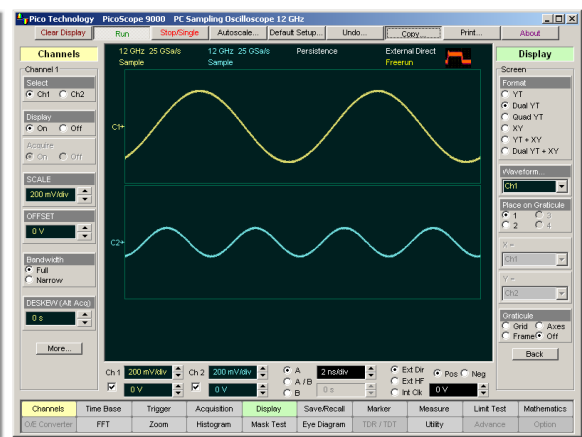 Pico Technology PicoScope 9000 PC Sampling Oscilloscope 12 GHz
Clear Display Run Stop/Single Autoscale... Default Setup... Undo... Copy... Print... About
Channels
Channel 1
Select
Ch1 Ch2
Display
On Off
Acquire
On Off
SCALE
200 mV/div
OFFSET
0 V
Bandwidth
Full
Narrow
DESKEW (Alt Acq)
0 s
More...
12 GHz 25 GSa/s 12 GHz 25 GSa/s Persistence External Direct
Sample Sample Freerun
C1+
C2+
Display
Screen
Format
YT
Dual YT
Quad YT
XY
YT + XY
Dual YT + XY
Waveform...
Ch1
Place on Graticule
1 3
2 4
X =
Ch1
Y =
Ch2
Graticule
Grid Axes
Frame Off
Back
Ch 1 200 mV/div Ch 2 200 mV/div A 2 ns/div Ext Dir Pos Neg
A / B Ext HF
0 V 0 V B 0 s Int Clk 0 V
Channels Time Base Trigger Acquisition Display Save/Recall Marker Measure Limit Test Mathematics
O/E Converter FFT Zoom Histogram Mask Test Eye Diagram TDR / TDT Utility Advance Option